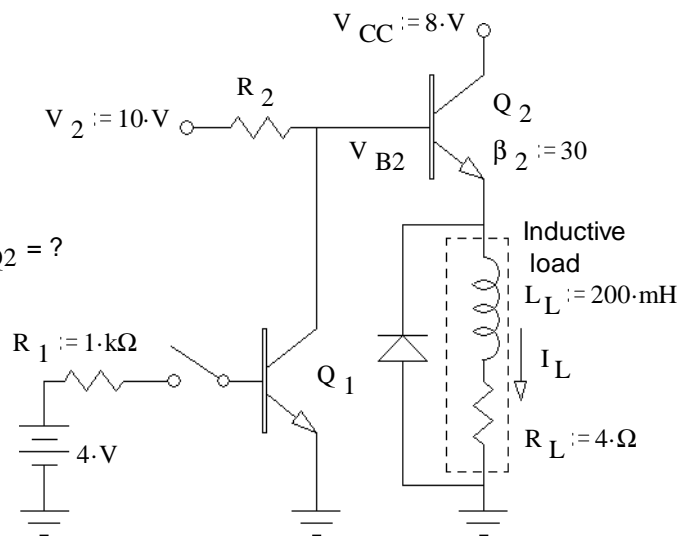 V CC := 8·V
R 2
V 2 := 10·V
Q 2
V B2
β 2 := 30
Q2 = ?
Inductive
load
L L := 200·mH
R 1 := 1·kΩ
Q 1
I L
4·V
R L := 4·Ω